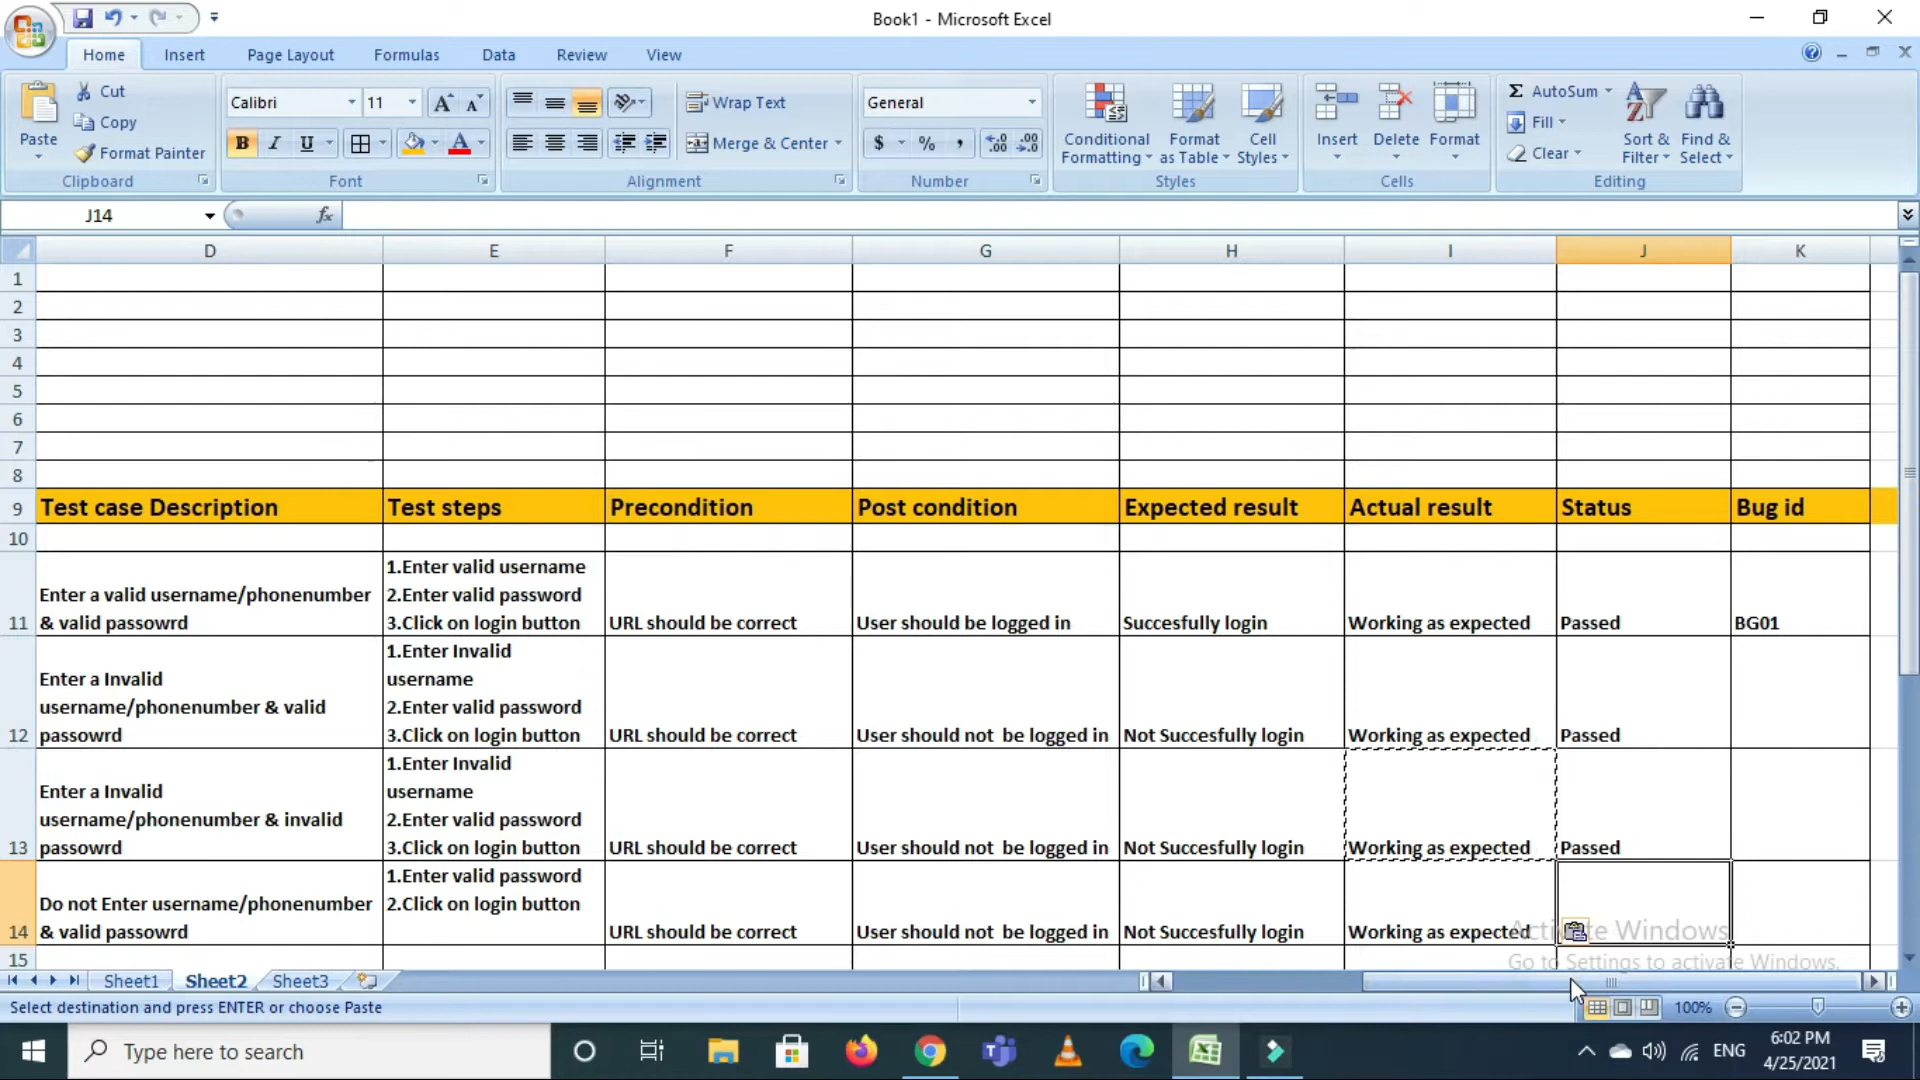 Book1 - Microsoft Excel
Home Insert Page Layout Formulas Data Review View
Paste
Cut
Copy
Format Painter
Clipboard
Calibri 11
B I U
Font
Wrap Text
Merge & Center
Alignment
General
$ % ,
Number
Conditional Formatting
Format as Table
Cell Styles
Styles
Insert
Delete
Format
Cells
Σ AutoSum
Fill
Clear
Sort & Filter
Find & Select
Editing
J14
fx
D E F G H I J K
1
2
3
4
5
6
7
8
9 Test case Description Test steps Precondition Post condition Expected result Actual result Status Bug id
10
1.Enter valid username
Enter a valid username/phonenumber 2.Enter valid password
11 & valid passowrd 3.Click on login button URL should be correct User should be logged in Succesfully login Working as expected Passed BG01
1.Enter Invalid
Enter a Invalid username
username/phonenumber & valid 2.Enter valid password
12 passowrd 3.Click on login button URL should be correct User should not be logged in Not Succesfully login Working as expected Passed
1.Enter Invalid
Enter a Invalid username
username/phonenumber & invalid 2.Enter valid password
13 passowrd 3.Click on login button URL should be correct User should not be logged in Not Succesfully login Working as expected Passed
1.Enter valid password
Do not Enter username/phonenumber 2.Click on login button
14 & valid passowrd URL should be correct User should not be logged in Not Succesfully login Working as expected
15
Activate Windows
Go to Settings to activate Windows.
Sheet1 Sheet2 Sheet3
Select destination and press ENTER or choose Paste 100%
Type here to search
ENG
6:02 PM
4/25/2021